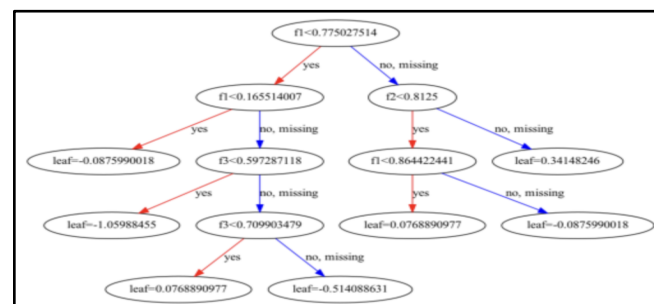 f1<0.775027514
yes
no, missing
f1<0.165514007
f2<0.8125
yes
no, missing
yes
no, missing
leaf=-0.0875990018
f3<0.597287118
f1<0.864422441
leaf=0.34148246
yes
no, missing
yes
no, missing
leaf=-1.05988455
f3<0.709903479
leaf=0.0768890977
leaf=-0.0875990018
yes
no, missing
leaf=0.0768890977
leaf=-0.514088631